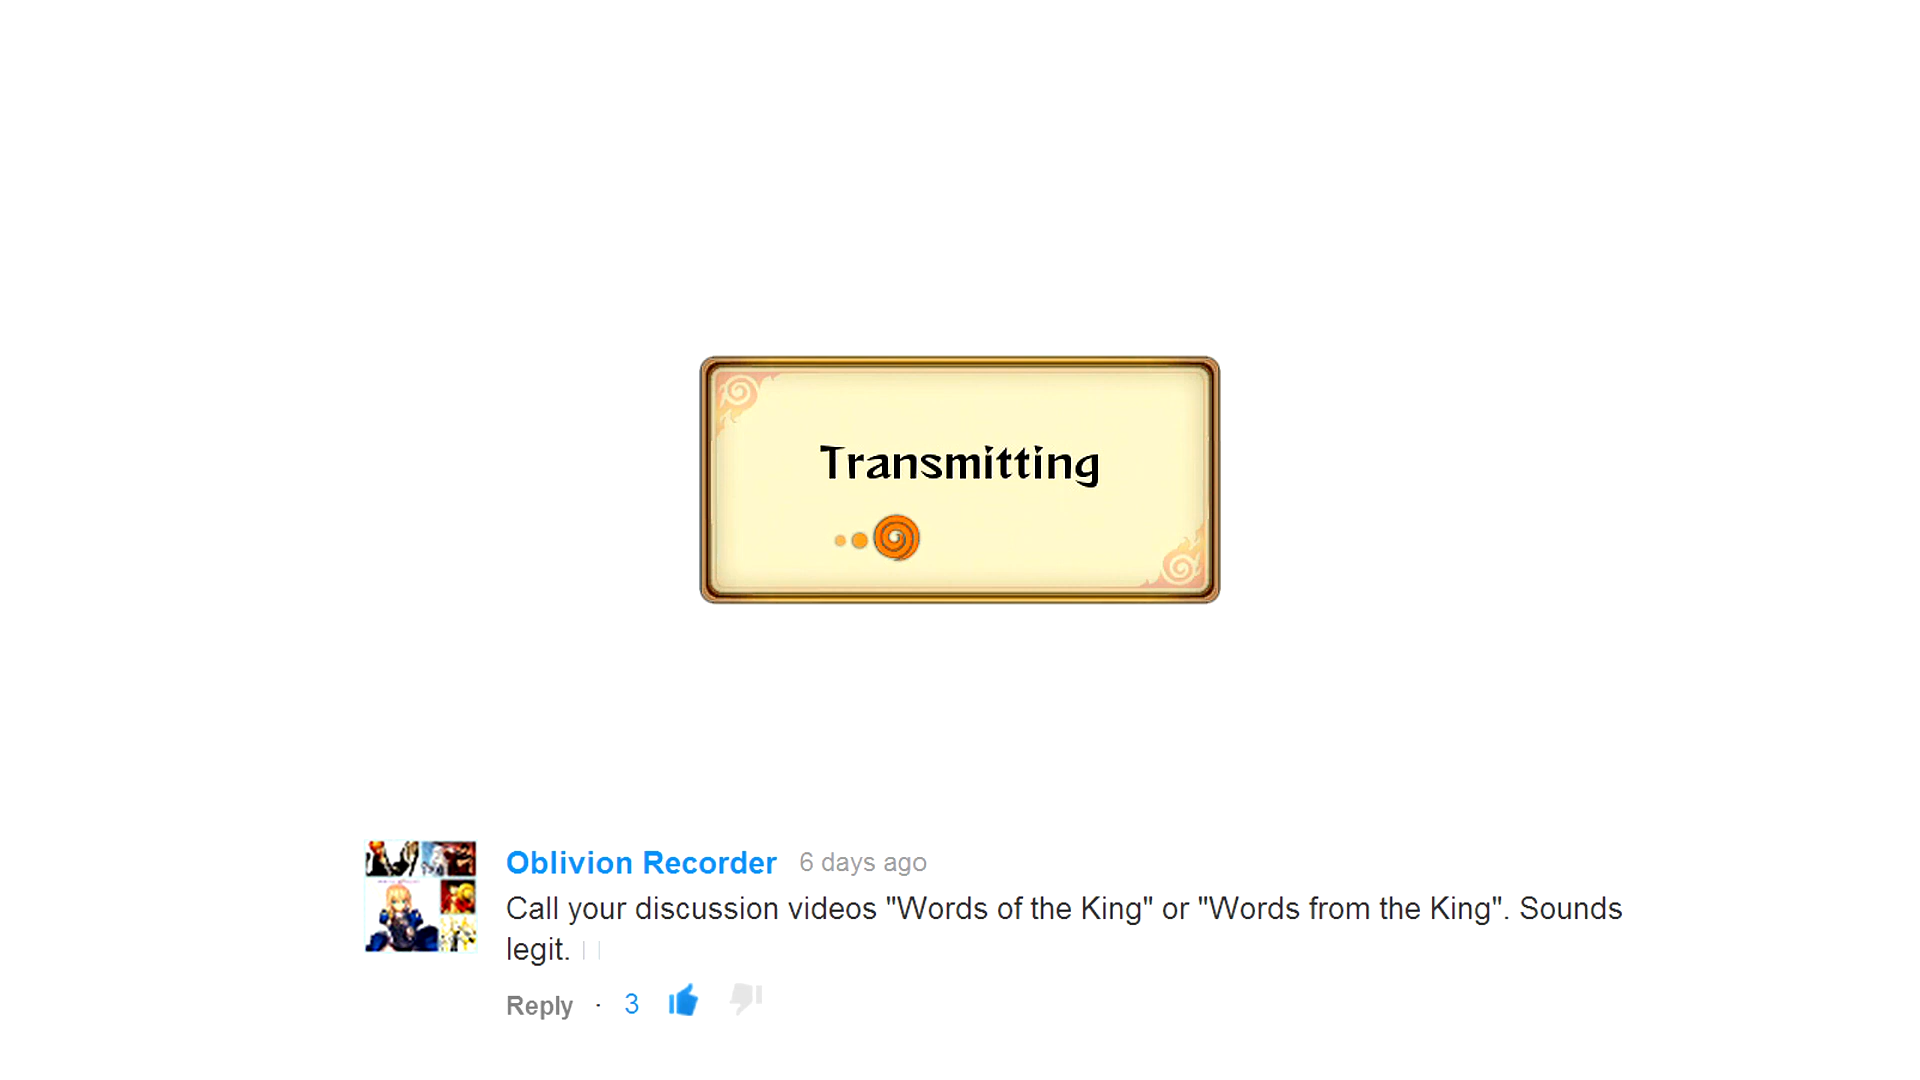 Transmitting
Oblivion Recorder 6 days ago
Call your discussion videos "Words of the King" or "Words from the King". Sounds
legit.
Reply · 3